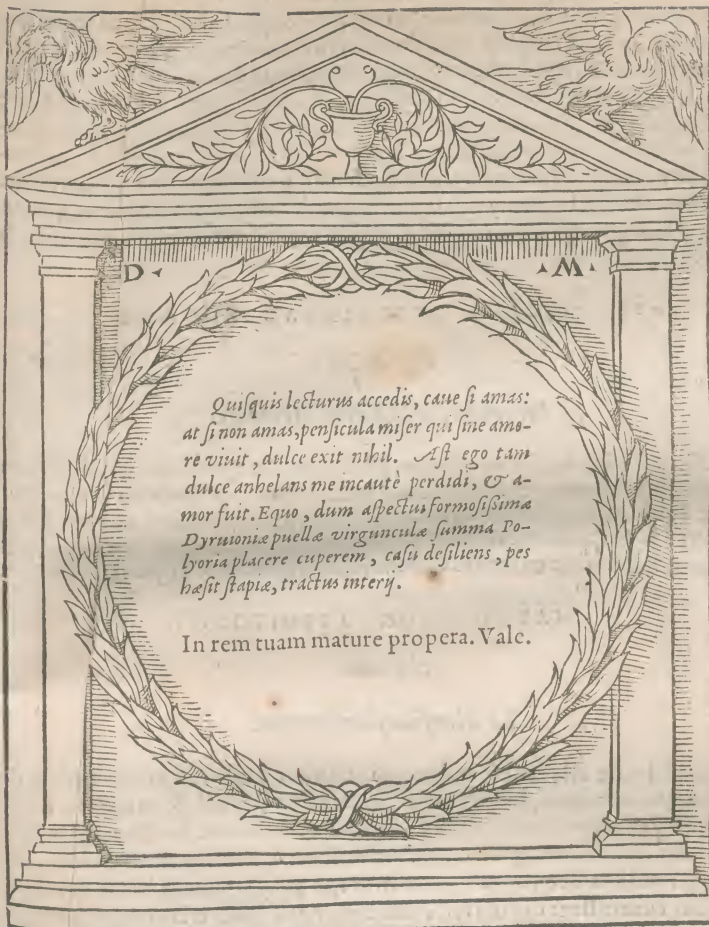 D M
Quiſquis lecturus accedis, caue ſi amas:
at ſi non amas, penſicula miſer qui ſine amo-
re viuit, dulce exit nihil. Aſt ego tam
dulce anhelans me incautè perdidi, & a-
mor fuit. Equo, dum aſpectui formoſiſſimæ
Dyruioniæ puellæ virgunculæ ſumma Po-
lyoria placere cuperem, caſu deſiliens, pes
hæſit ſtapiæ, tractus interij.
In rem tuam mature propera. Vale.